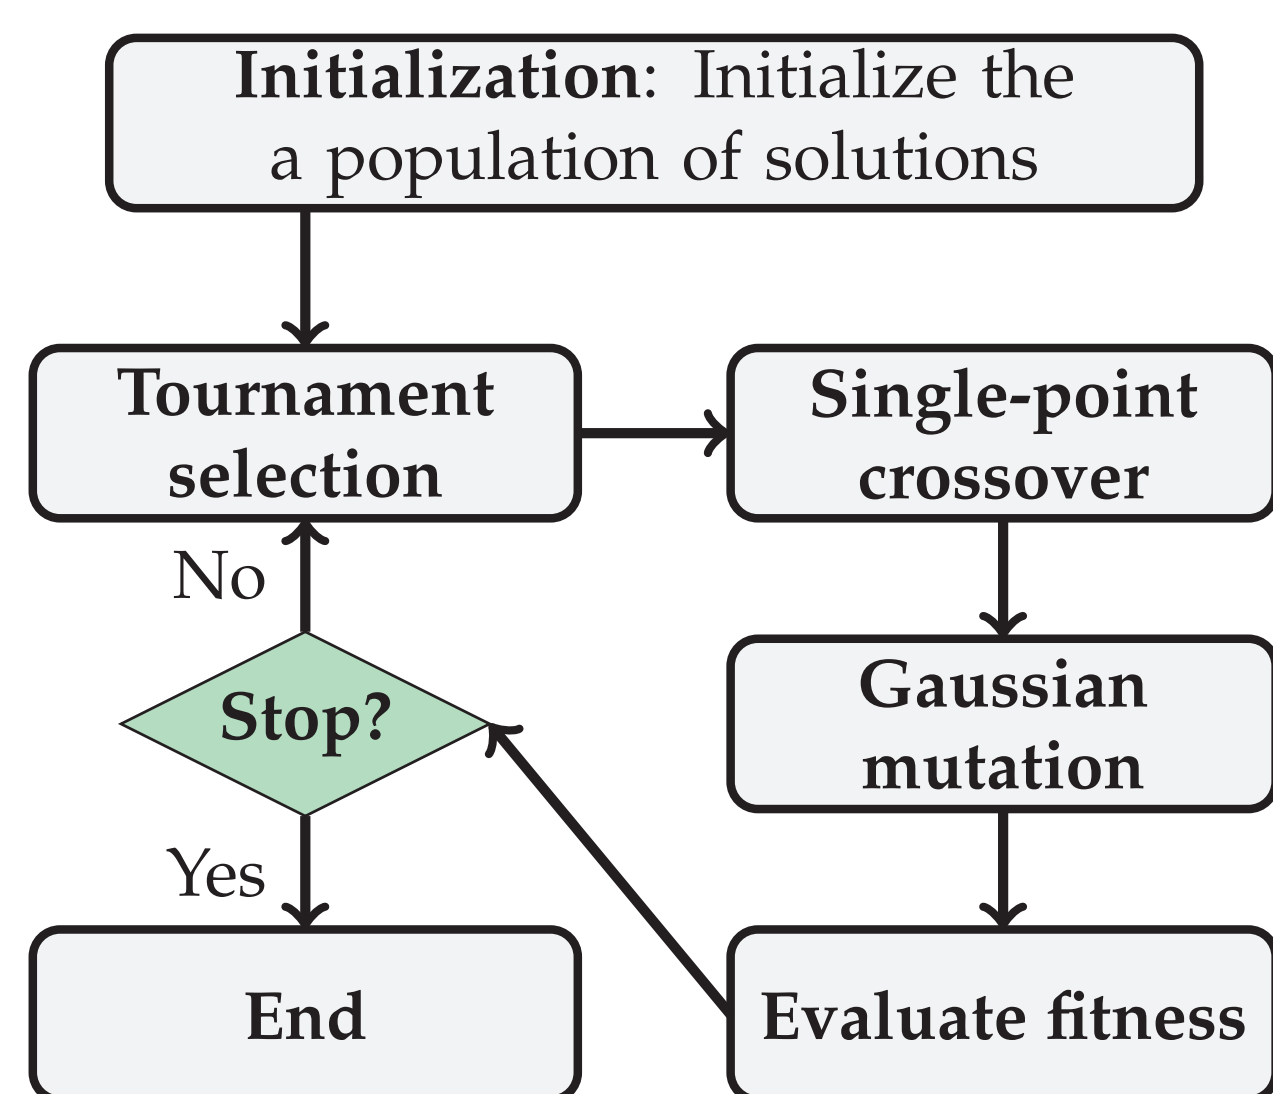 Initialization: Initialize the
a population of solutions
Tournament
selection
Single-point
crossover
No
Gaussian
mutation
Stop?
Yes
End
Evaluate fitness